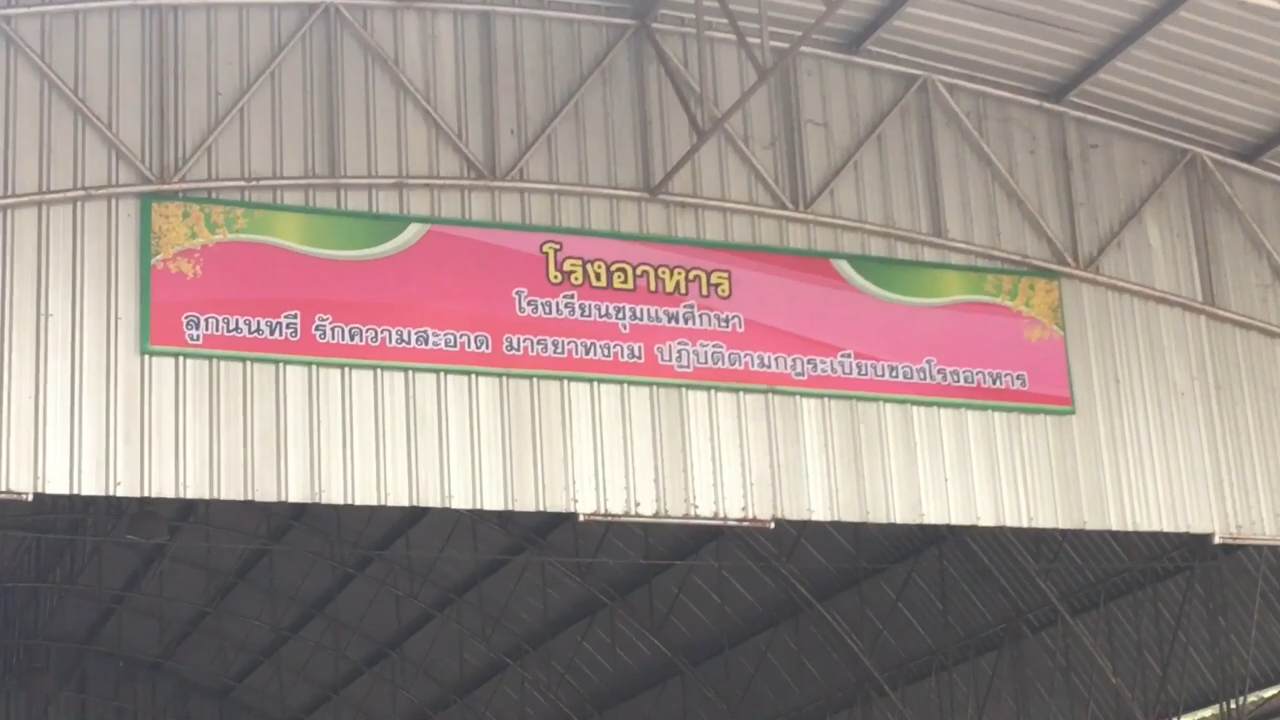 โรงอาหาร
โรงเรียนชุมแพศึกษา
ลูกนนทรี รักความสะอาด มารยาทงาม ปฏิบัติตามกฎระเบียบของโรงอาหาร